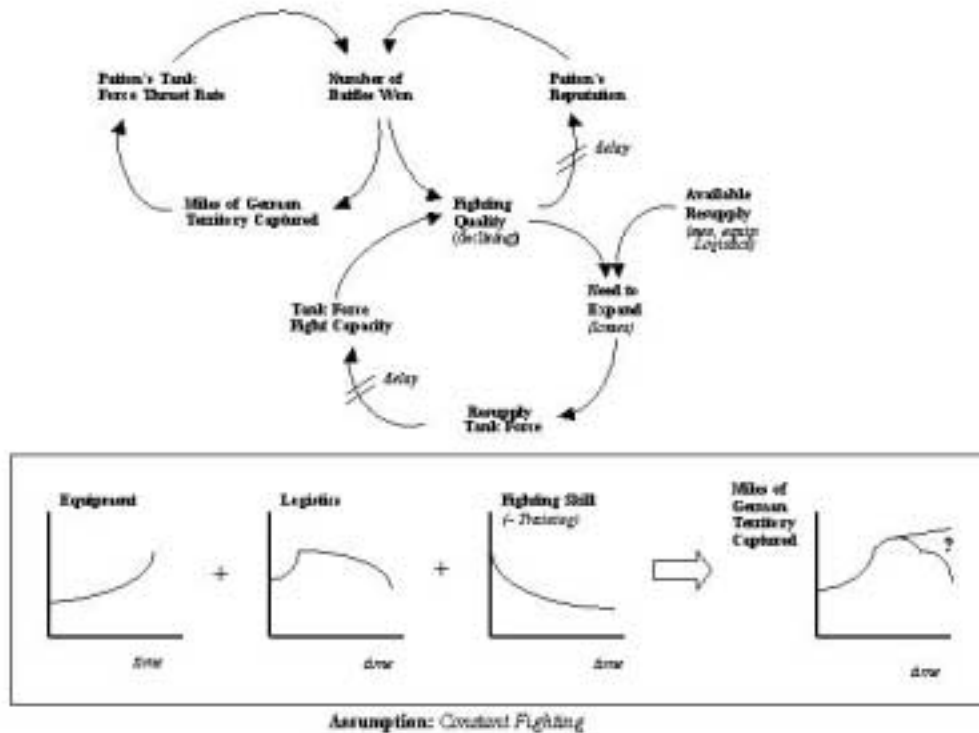 Patton's Tank
Force Thrust Rate
Number of
Battles Won
Patton's
Reputation
delay
Miles of German
Territory Captured
Fighting
Quality
(declining)
Available
Resupply
(men, equip
Logistics)
Tank Force
Fight Capacity
Need to
Expand
(losses)
delay
Resupply
Tank Force
Equipment
Logistics
Fighting Skill
(- Training)
Miles of
German
Territory
Captured
+
+
?
time
time
time
time
Assumption: Constant Fighting